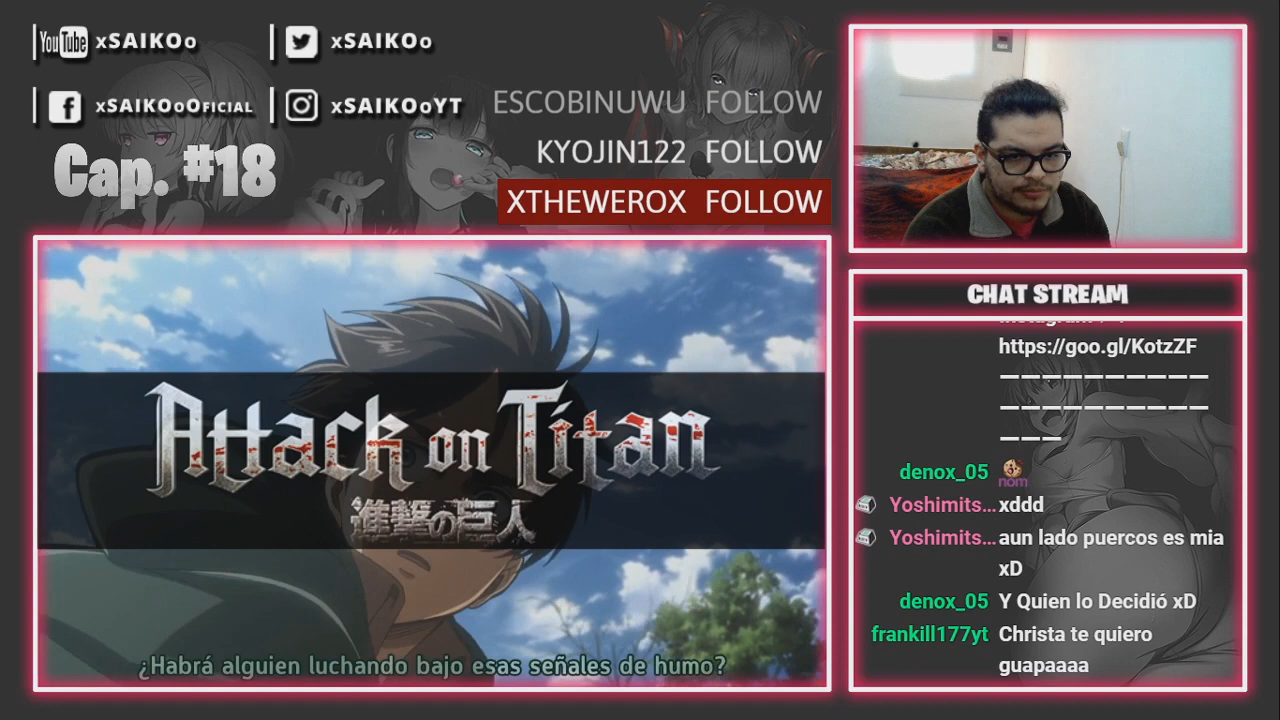 YouTube xSAIKOo
xSAIKOo
xSAIKOoOFICIAL
xSAIKOoYT
Cap. #18
ESCOBINUWU FOLLOW
KYOJIN122 FOLLOW
XTHEWEROX FOLLOW
Attack on Titan
進撃の巨人
¿Habrá alguien luchando bajo esas señales de humo?
CHAT STREAM
https://goo.gl/KotzZF
denox_05 nom
Yoshimits... xddd
Yoshimits... aun lado puercos es mia
xD
denox_05 Y Quien lo Decidió xD
frankill177yt Christa te quiero
guapaaaa